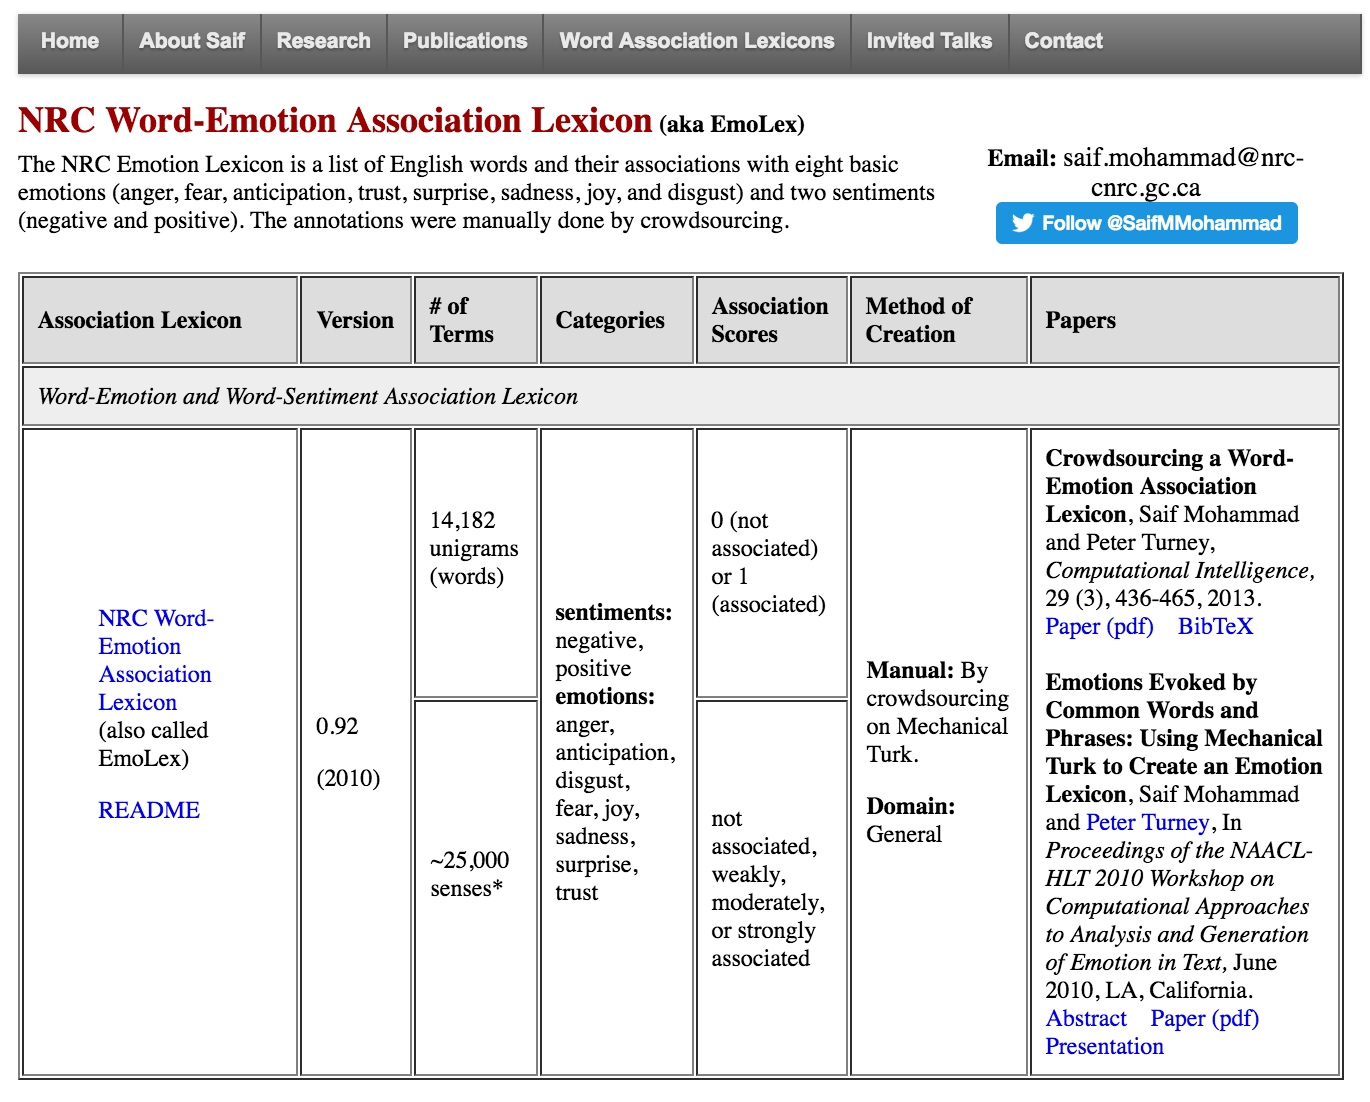 Home About Saif Research Publications Word Association Lexicons Invited Talks Contact
NRC Word-Emotion Association Lexicon (aka EmoLex)
The NRC Emotion Lexicon is a list of English words and their associations with eight basic
emotions (anger, fear, anticipation, trust, surprise, sadness, joy, and disgust) and two sentiments
(negative and positive). The annotations were manually done by crowdsourcing.
Email: saif.mohammad@nrc-
cnrc.gc.ca
Follow @SaifMMohammad
Association Lexicon
Version
# of
Terms
Categories
Association
Scores
Method of
Creation
Papers
Word-Emotion and Word-Sentiment Association Lexicon
NRC Word-
Emotion
Association
Lexicon
(also called
EmoLex)
README
0.92
(2010)
14,182
unigrams
(words)
~25,000
senses*
sentiments:
negative,
positive
emotions:
anger,
anticipation,
disgust,
fear, joy,
sadness,
surprise,
trust
0 (not
associated)
or 1
(associated)
not
associated,
weakly,
moderately,
or strongly
associated
Manual: By
crowdsourcing
on Mechanical
Turk.
Domain:
General
Crowdsourcing a Word-
Emotion Association
Lexicon, Saif Mohammad
and Peter Turney,
Computational Intelligence,
29 (3), 436-465, 2013.
Paper (pdf) BibTeX
Emotions Evoked by
Common Words and
Phrases: Using Mechanical
Turk to Create an Emotion
Lexicon, Saif Mohammad
and Peter Turney, In
Proceedings of the NAACL-
HLT 2010 Workshop on
Computational Approaches
to Analysis and Generation
of Emotion in Text, June
2010, LA, California.
Abstract Paper (pdf)
Presentation